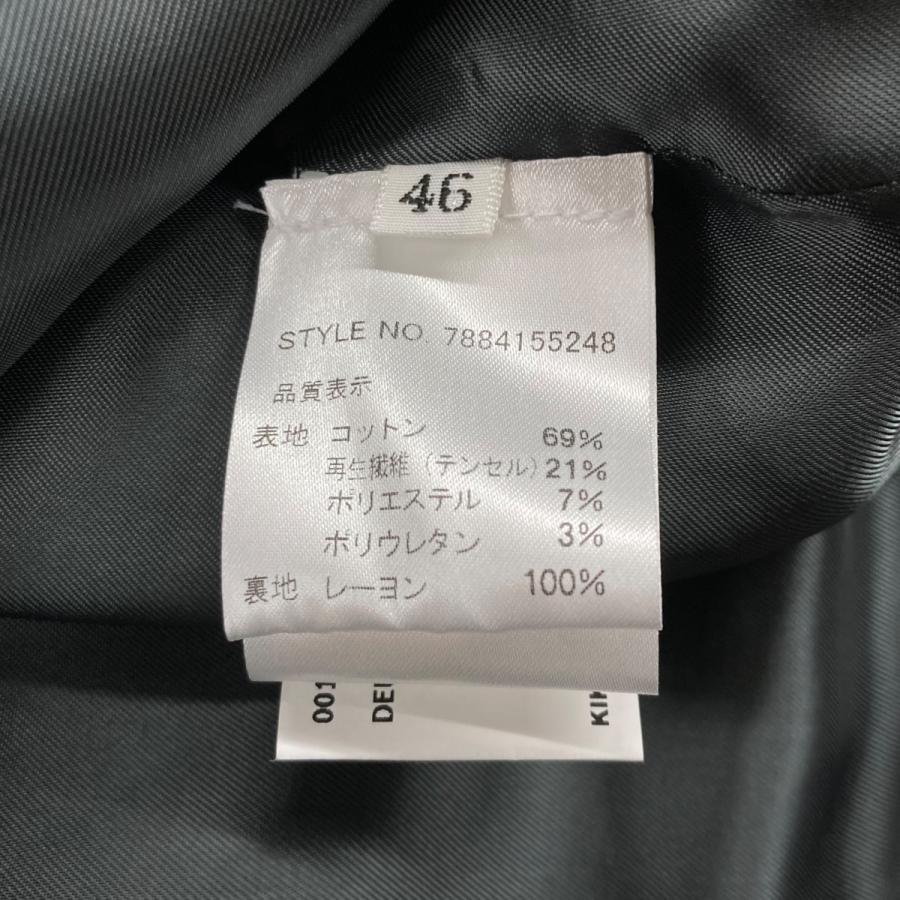 46
STYLE NO. 7884155248
品質表示
表地 コットン 69%
再生繊維 (テンセル) 21%
ポリエステル 7%
ポリウレタン 3%
裏地 レーヨン 100%
001